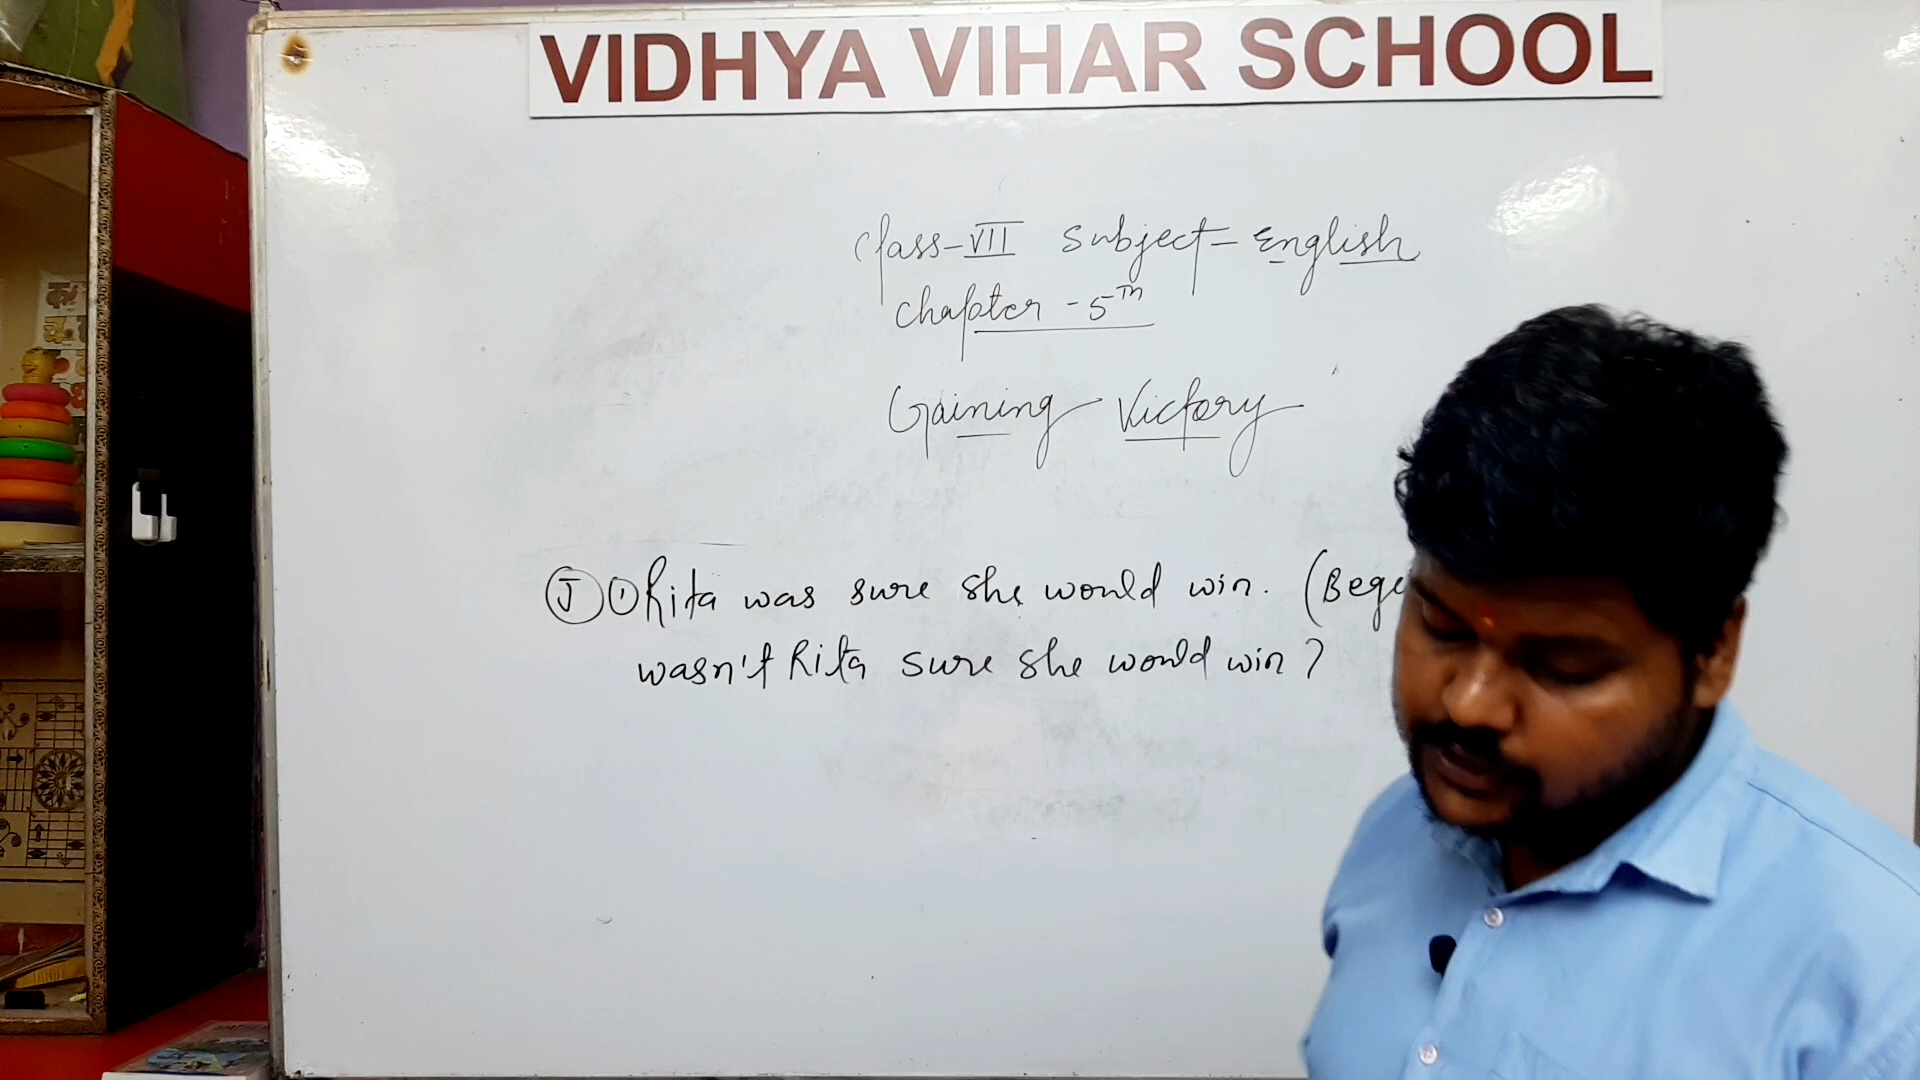 VIDHYA VIHAR SCHOOL
Class-VII Subject-English
Chapter-5Th
Gaining Victory
J 1 Rita was sure she would win. (Beg
wasn't Rita sure she would win?